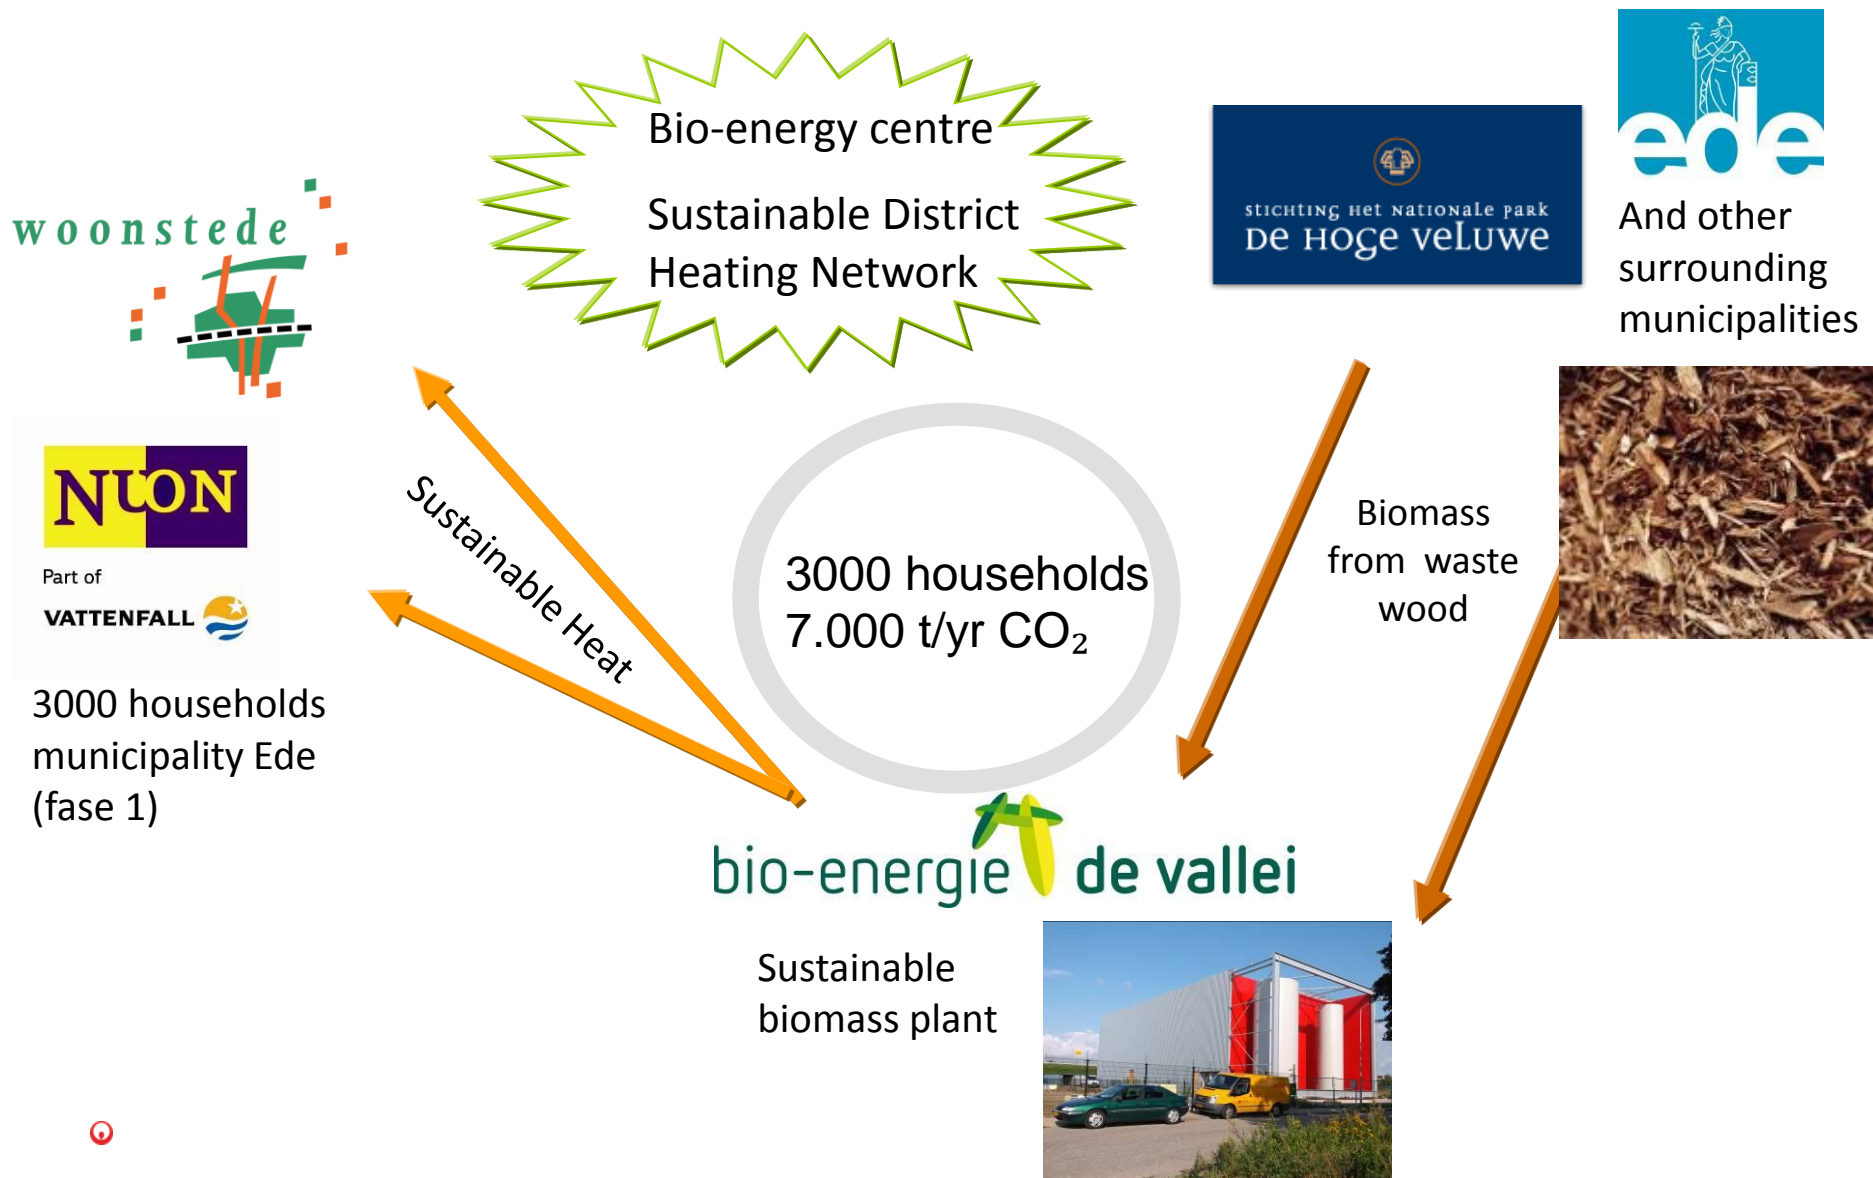 Bio-energy centre
Sustainable District
Heating Network
woonstede
STICHTING HET NATIONALE PARK
DE HOGE VELUWE
ede
And other
surrounding
municipalities
NUON
Part of
VATTENFALL
3000 households
municipality Ede
(fase 1)
Sustainable Heat
3000 households
7.000 t/yr CO₂
Biomass
from waste
wood
bio-energie de vallei
Sustainable
biomass plant